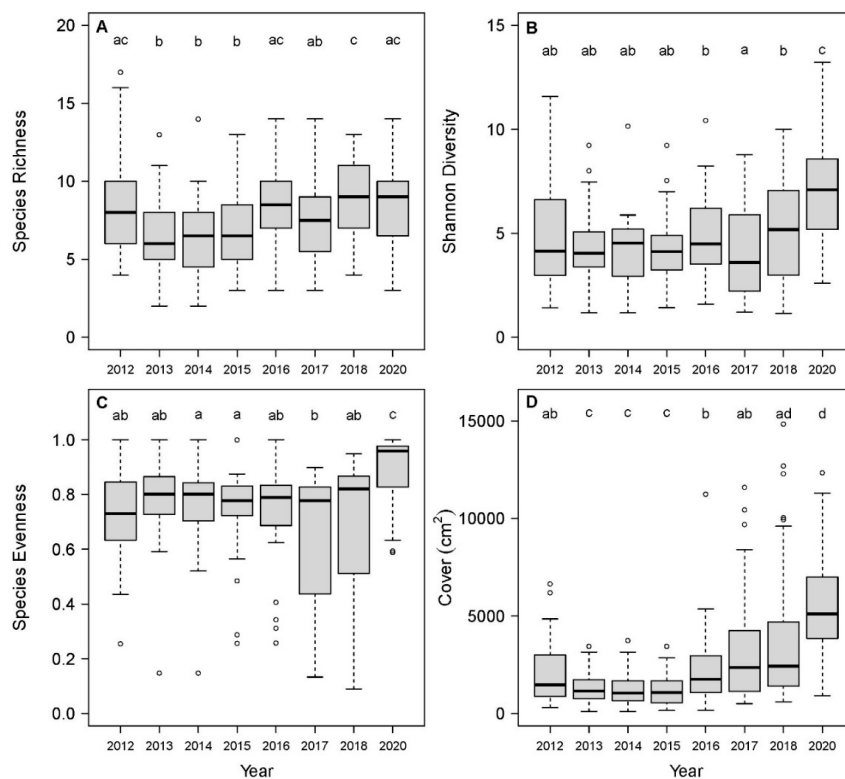 A
ac b b b ac ab c ac
Species Richness
20
15
10
5
0
2012 2013 2014 2015 2016 2017 2018 2020
B
ab ab ab ab b a b c
Shannon Diversity
15
10
5
0
2012 2013 2014 2015 2016 2017 2018 2020
C
ab ab a a ab b ab c
Species Evenness
1.0
0.8
0.6
0.4
0.2
0.0
2012 2013 2014 2015 2016 2017 2018 2020
Year
D
ab c c c b ab ad d
Cover (cm²)
15000
10000
5000
0
2012 2013 2014 2015 2016 2017 2018 2020
Year